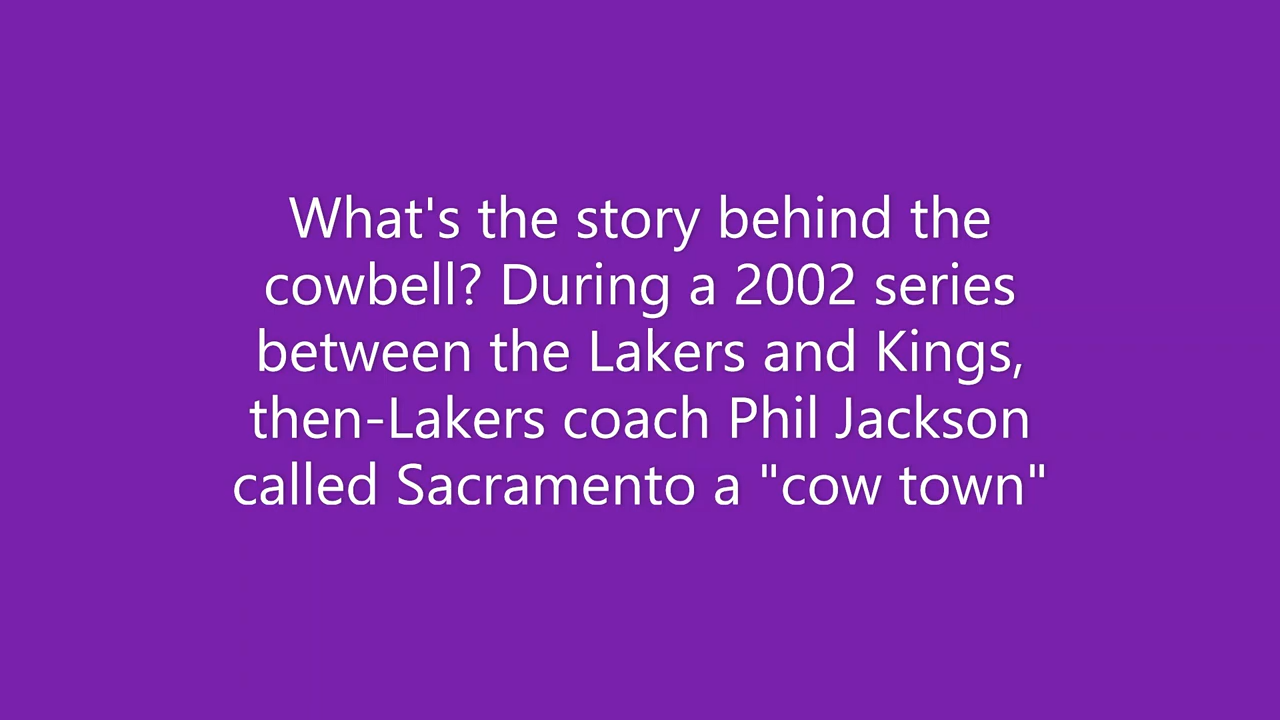 What's the story behind the
cowbell? During a 2002 series
between the Lakers and Kings,
then-Lakers coach Phil Jackson
called Sacramento a "cow town"